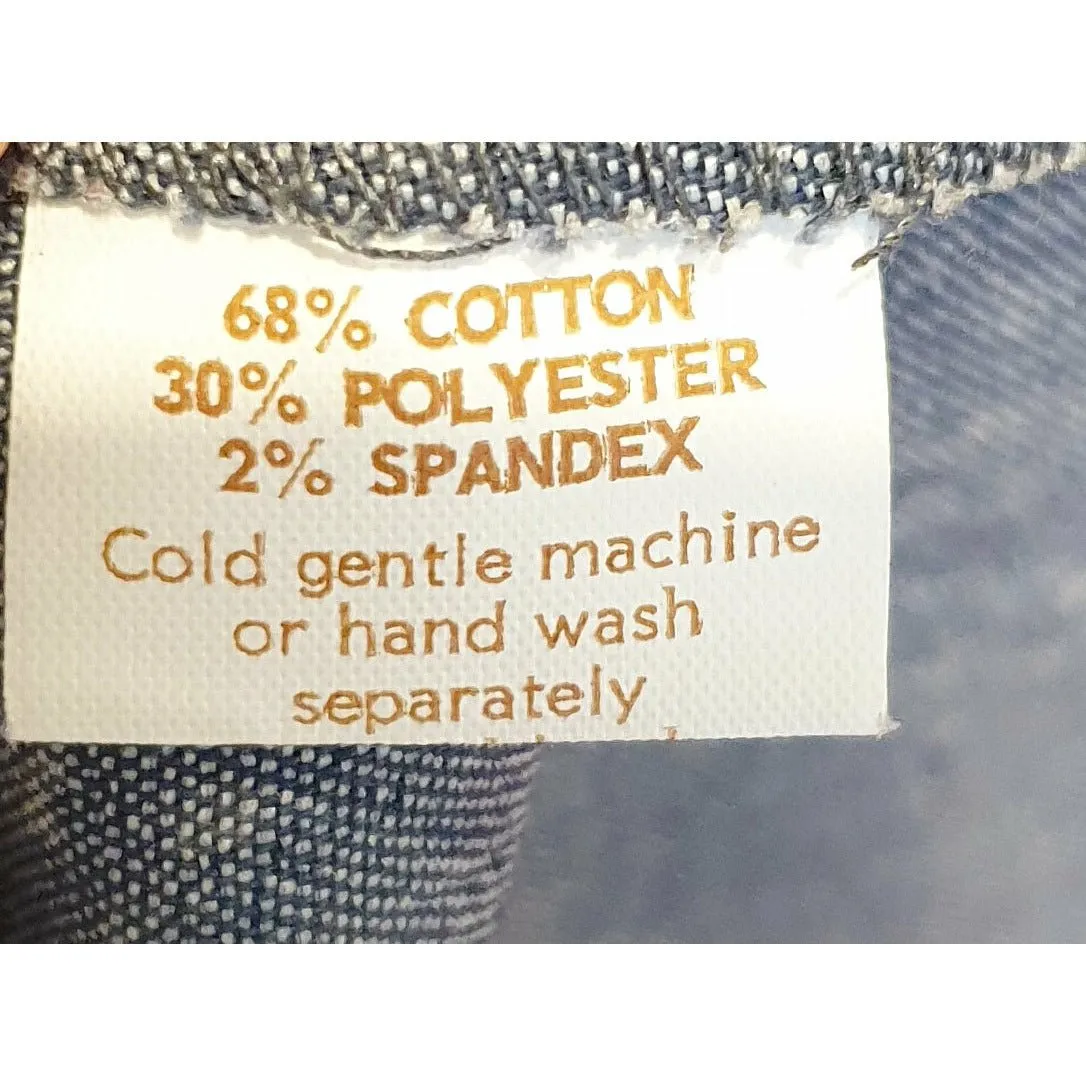 68% COTTON
30% POLYESTER
2% SPANDEX
Cold gentle machine
or hand wash
separately